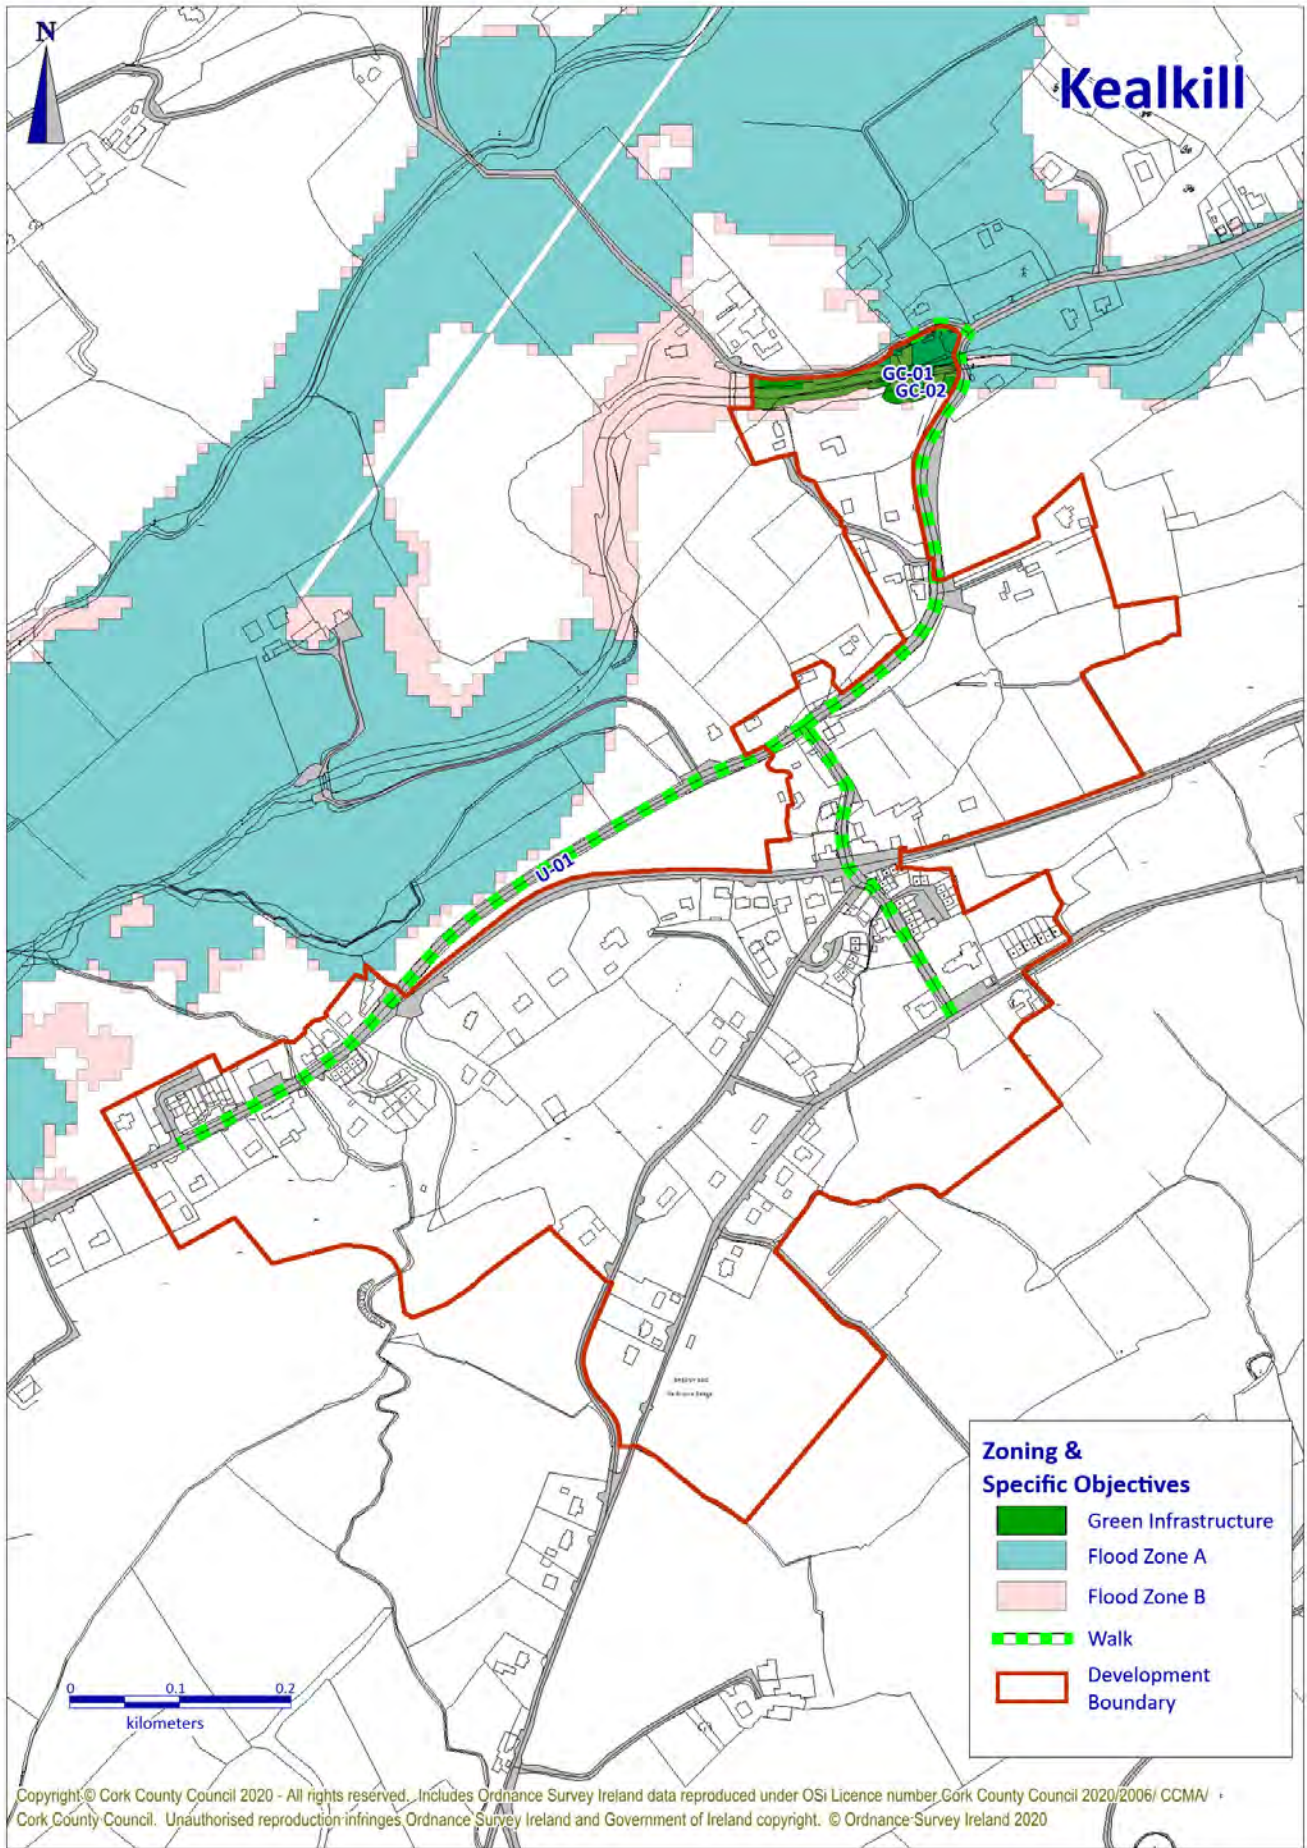 N
Kealkill
GC-01
GC-02
U-01
Zoning &
Specific Objectives
Green Infrastructure
Flood Zone A
Flood Zone B
Walk
Development
Boundary
0 0.1 0.2
kilometers
Copyright © Cork County Council 2020 - All rights reserved. Includes Ordnance Survey Ireland data reproduced under OSi Licence number Cork County Council 2020/2006/ CCMA/
Cork County Council. Unauthorised reproduction infringes Ordnance Survey Ireland and Government of Ireland copyright. © Ordnance Survey Ireland 2020